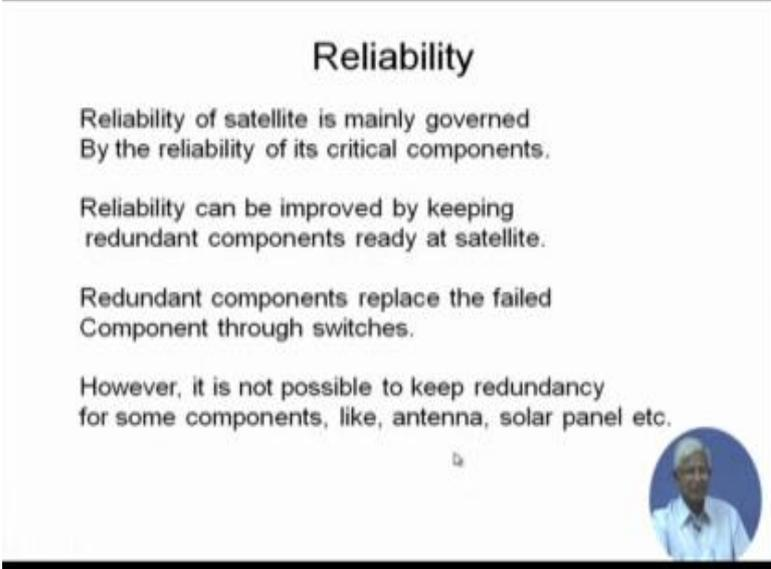 Reliability
Reliability of satellite is mainly governed
By the reliability of its critical components.
Reliability can be improved by keeping
redundant components ready at satellite.
Redundant components replace the failed
Component through switches.
However, it is not possible to keep redundancy
for some components, like, antenna, solar panel etc.